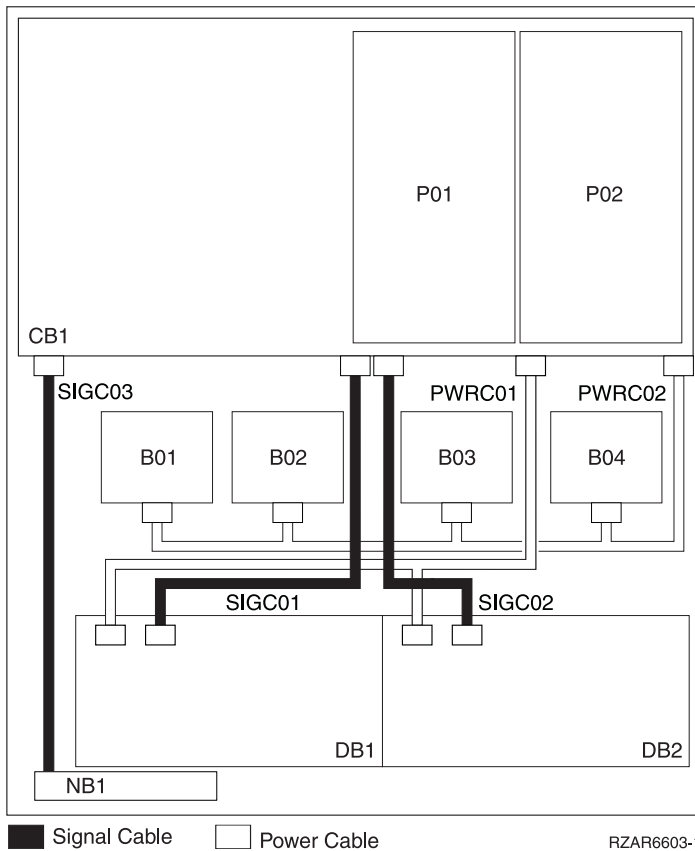 P01
P02
CB1
SIGC03
PWRC01
PWRC02
B01
B02
B03
B04
SIGC01
SIGC02
DB1
DB2
NB1
Signal Cable
Power Cable
RZAR6603-